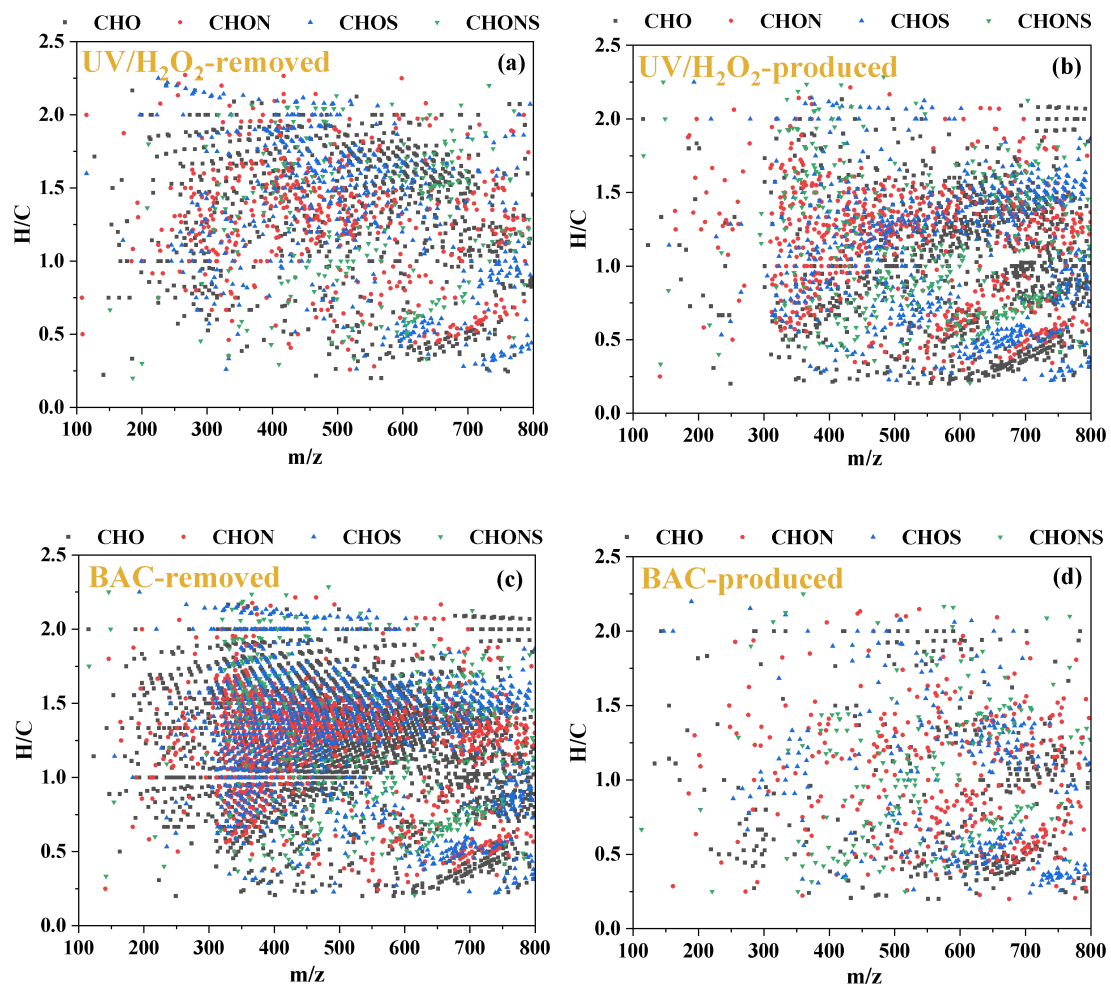 CHO CHON CHOS CHONS
UV/H₂O₂-removed
(a)
2.5
2.0
1.5
1.0
0.5
0.0
H/C
100 200 300 400 500 600 700 800
m/z
CHO CHON CHOS CHONS
UV/H₂O₂-produced
(b)
2.5
2.0
1.5
1.0
0.5
0.0
H/C
100 200 300 400 500 600 700 800
m/z
CHO CHON CHOS CHONS
BAC-removed
(c)
2.5
2.0
1.5
1.0
0.5
0.0
H/C
100 200 300 400 500 600 700 800
m/z
CHO CHON CHOS CHONS
BAC-produced
(d)
2.5
2.0
1.5
1.0
0.5
0.0
H/C
100 200 300 400 500 600 700 800
m/z